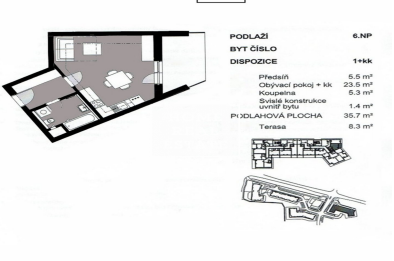 PODLAŽÍ 6.NP
BYT ČÍSLO
DISPOZICE 1+kk
Předsíň 5.5 m²
Obývací pokoj + kk 23.5 m²
Koupelna 5.3 m²
Svislé konstrukce
uvnitř bytu 1.4 m²
PODLAHOVÁ PLOCHA 35.7 m²
Terasa 8.3 m²